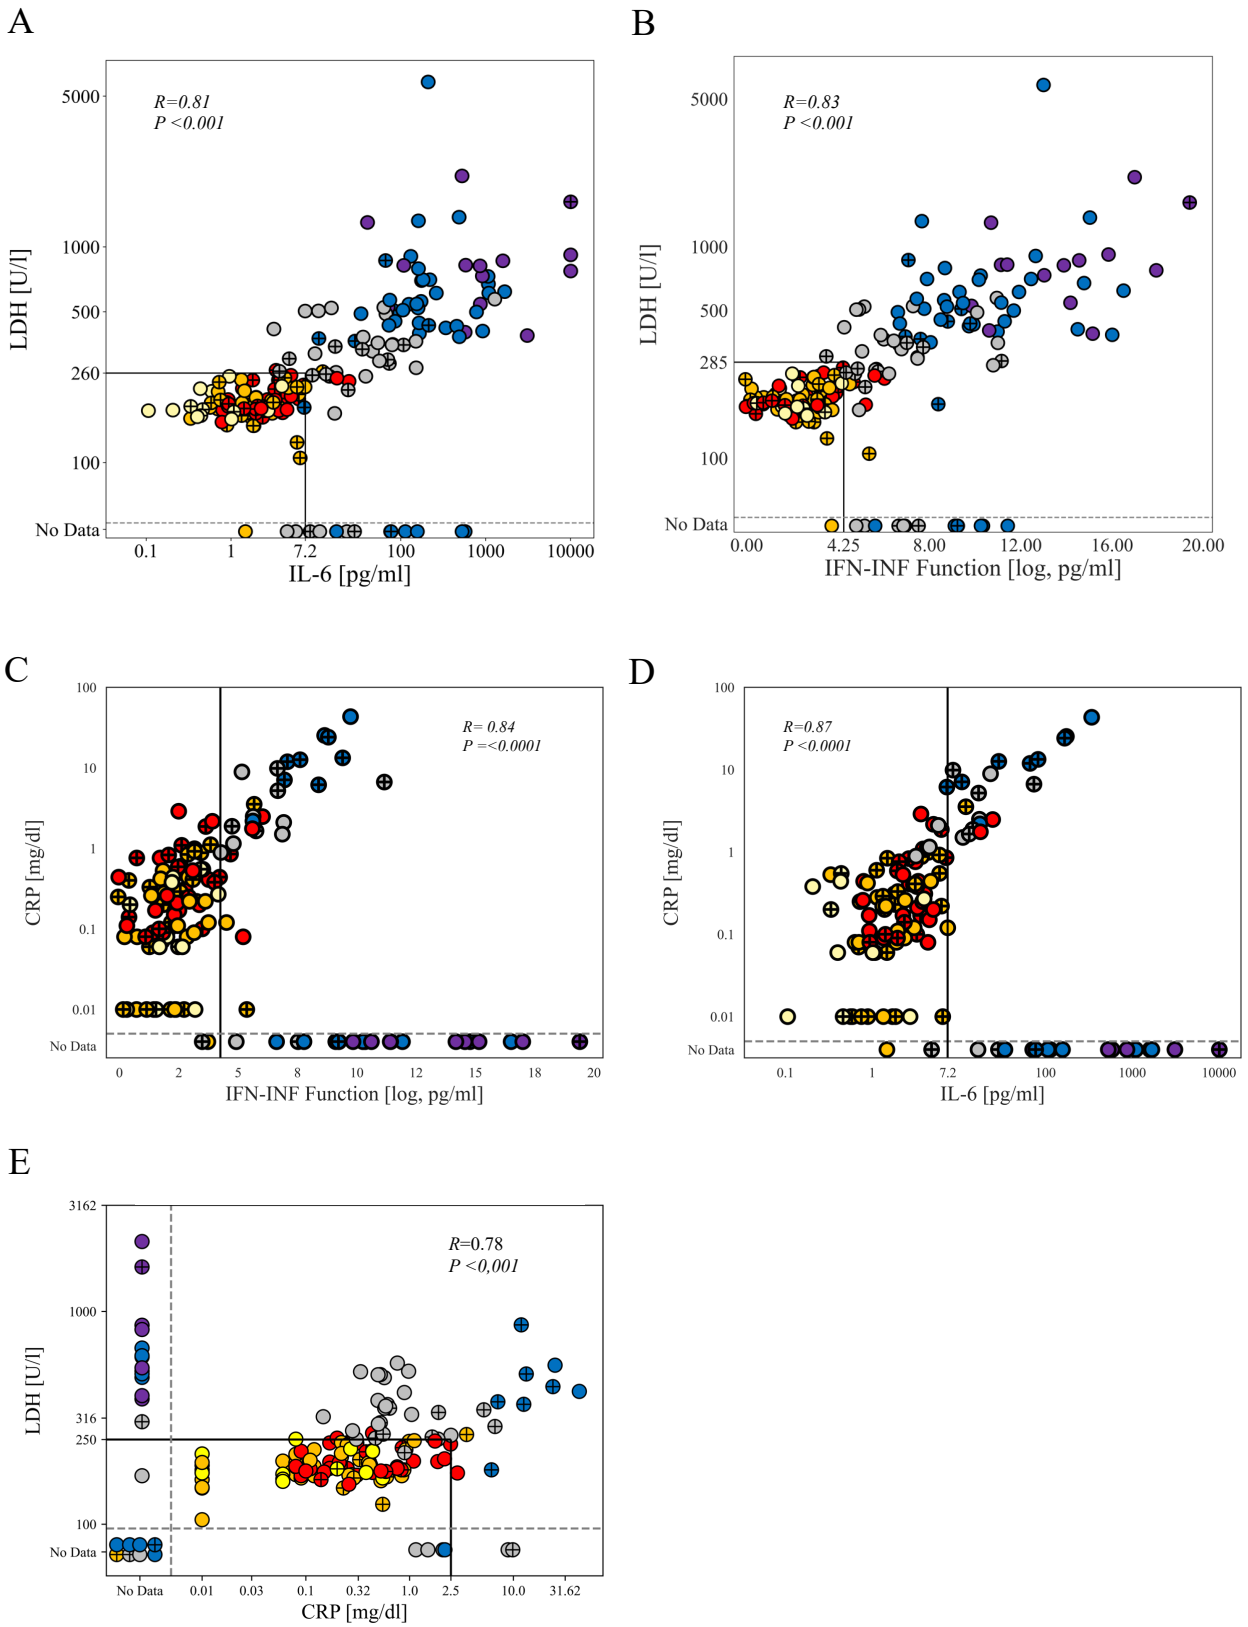 A
R=0.81
P <0.001
LDH [U/l]
5000
1000
500
260
100
No Data
0.1 1 7.2 100 1000 10000
IL-6 [pg/ml]
B
R=0.83
P <0.001
LDH [U/l]
5000
1000
500
285
100
No Data
0.00 4.25 8.00 12.00 16.00 20.00
IFN-INF Function [log, pg/ml]
C
R= 0.84
P =<0.0001
CRP [mg/dl]
100
10
1
0.1
0.01
No Data
0 2 5 8 10 12 15 18 20
IFN-INF Function [log, pg/ml]
D
R=0.87
P <0.0001
CRP [mg/dl]
100
10
1
0.1
0.01
No Data
0.1 1 7.2 100 1000 10000
IL-6 [pg/ml]
E
R=0.78
P <0,001
LDH [U/l]
3162
1000
316
250
100
No Data
No Data 0.01 0.03 0.1 0.32 1.0 2.5 10.0 31.62
CRP [mg/dl]